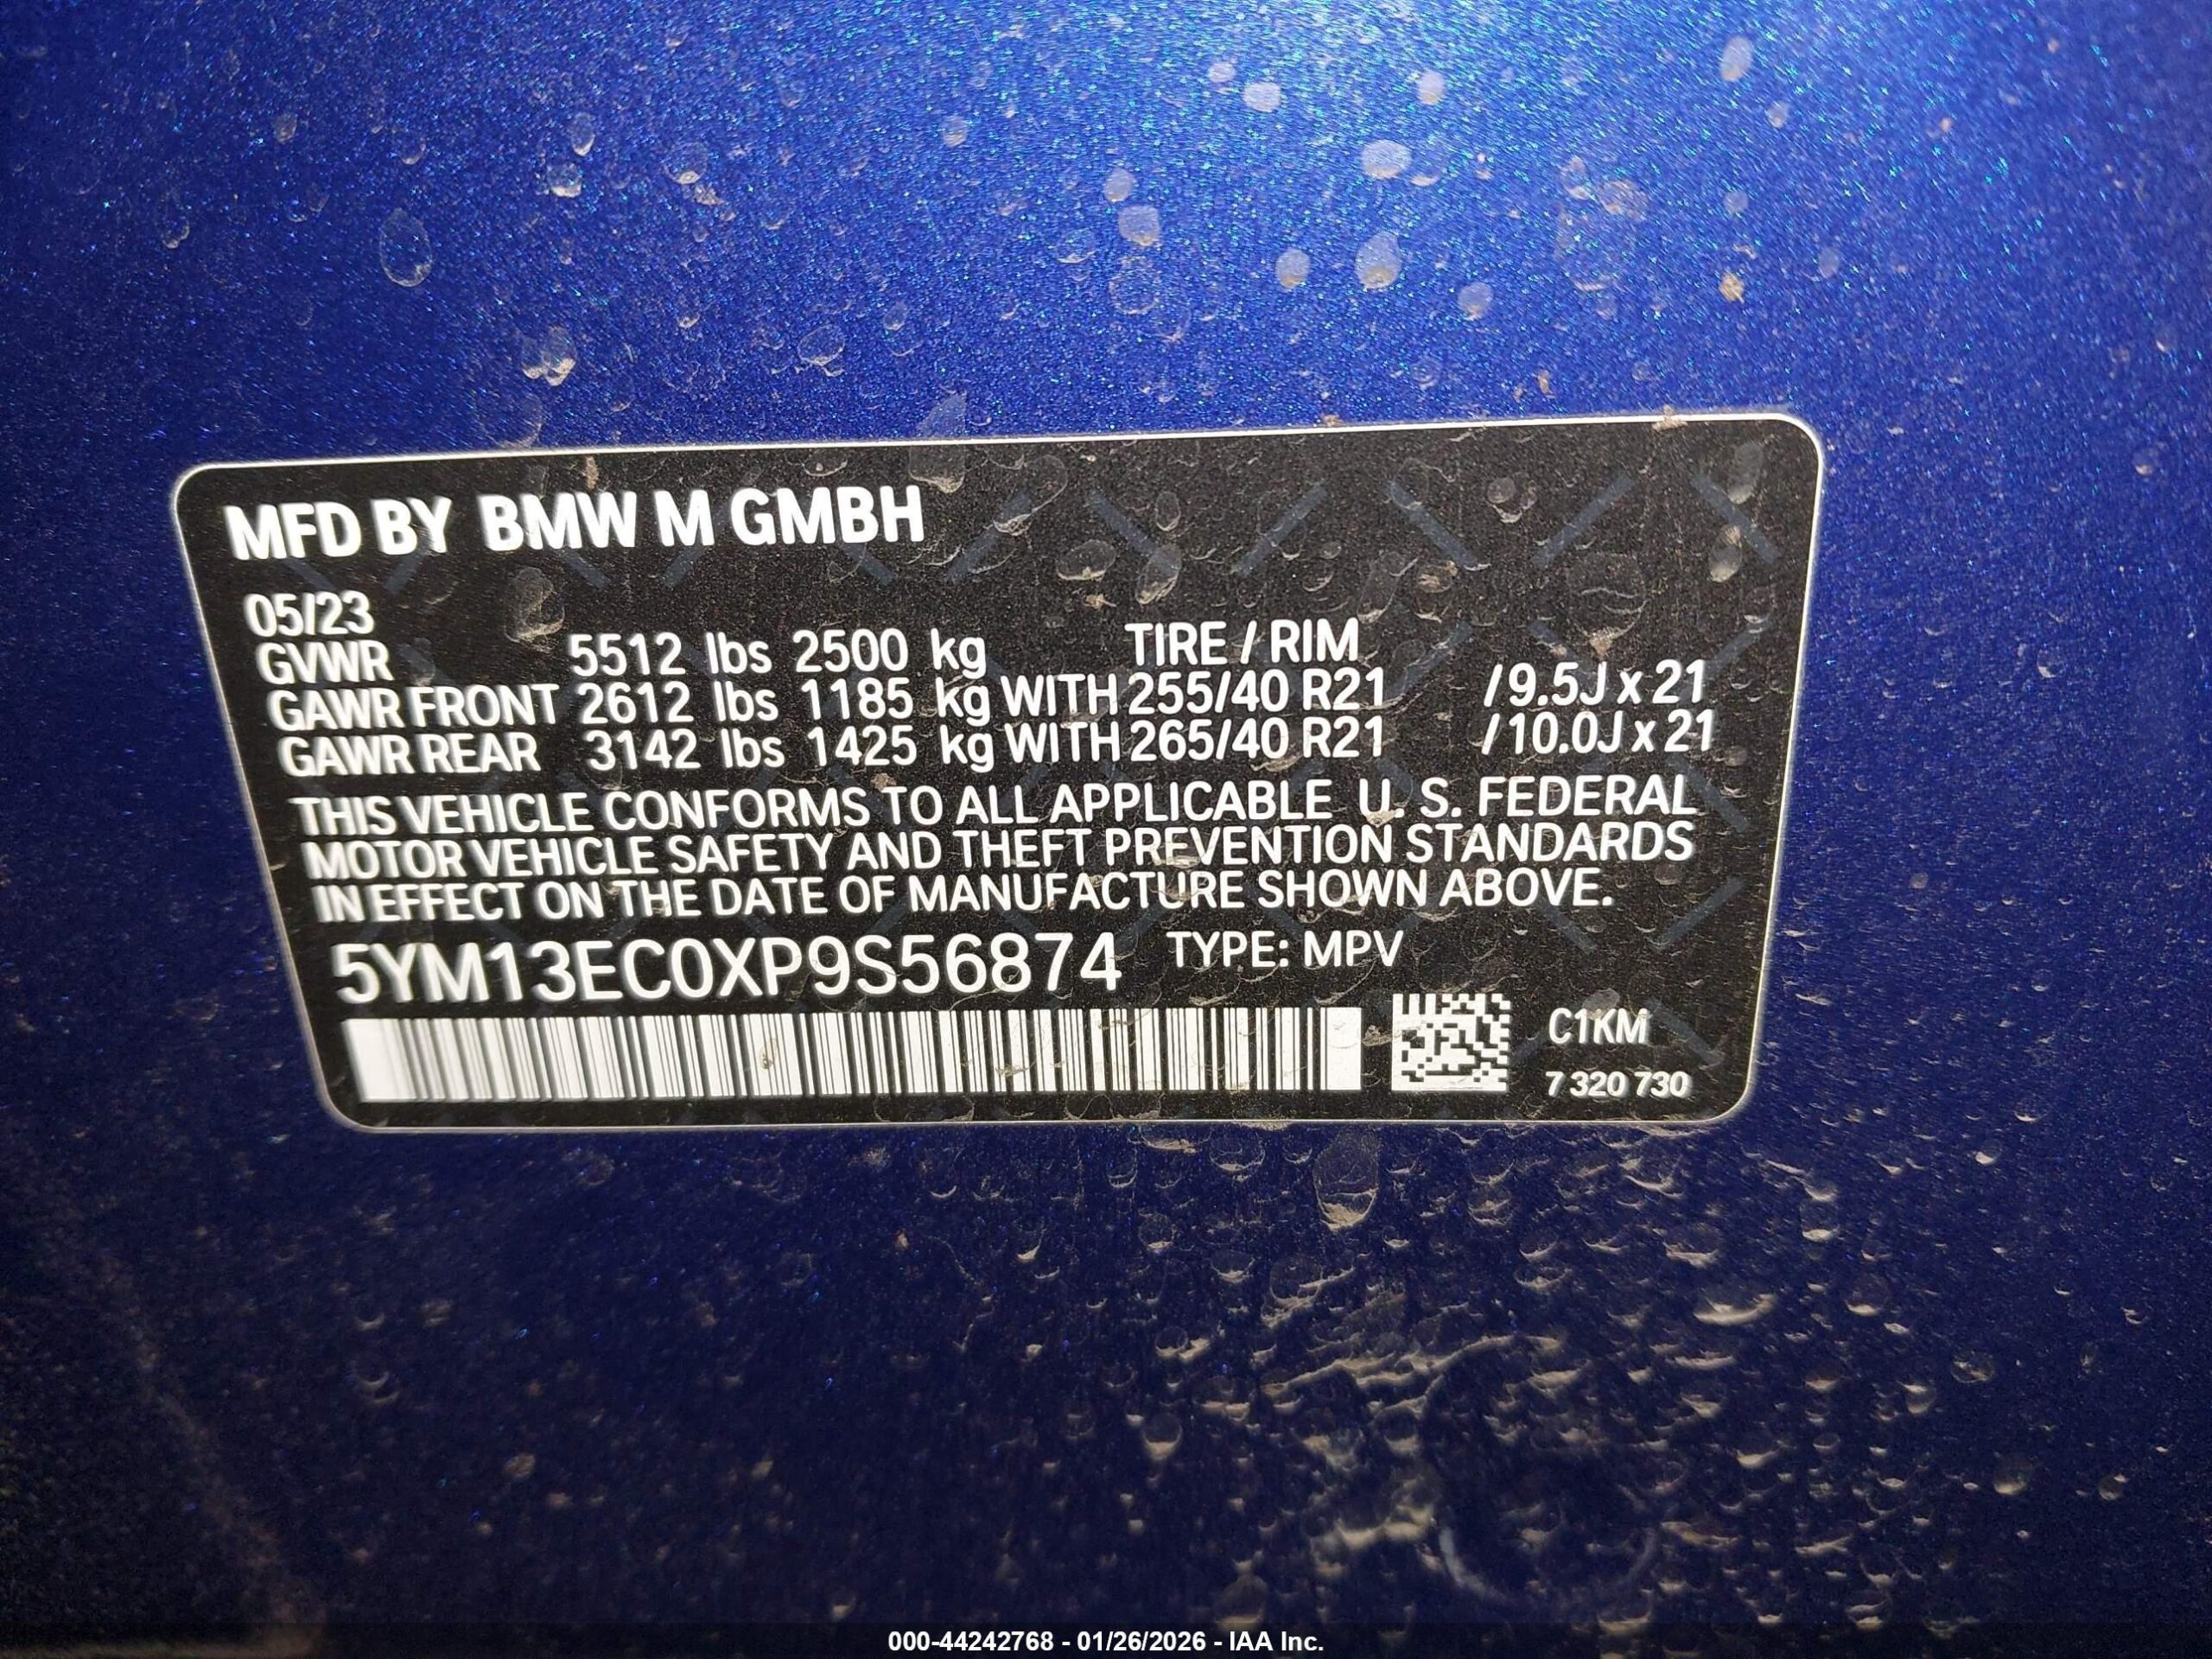 MFD BY BMW M GMBH
05/23
GVWR 5512 lbs 2500 kg TIRE / RIM
GAWR FRONT 2612 lbs 1185 kg WITH 255/40 R21 /9.5J x 21
GAWR REAR 3142 lbs 1425 kg WITH 265/40 R21 /10.0J x 21
THIS VEHICLE CONFORMS TO ALL APPLICABLE U. S. FEDERAL
MOTOR VEHICLE SAFETY AND THEFT PREVENTION STANDARDS
IN EFFECT ON THE DATE OF MANUFACTURE SHOWN ABOVE.
5YM13EC0XP9S56874 TYPE: MPV
C1KM
7 320 730
000-44242768 - 01/26/2026 - IAA Inc.